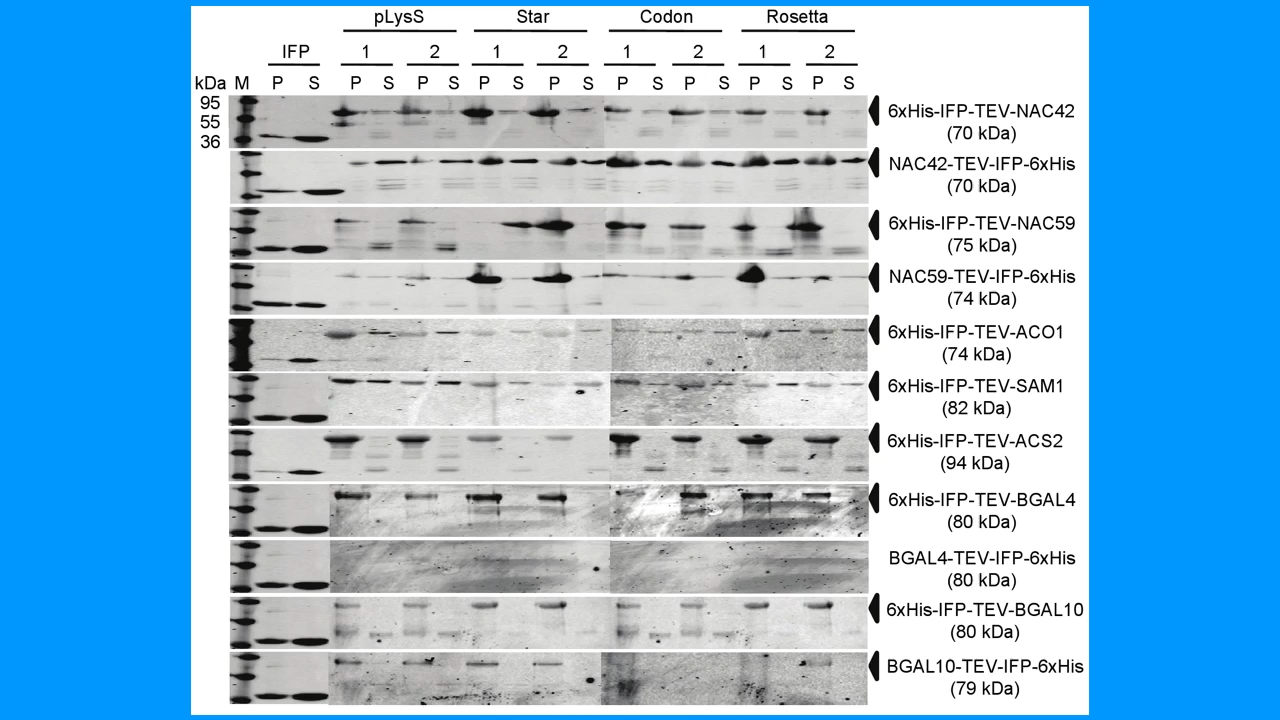 pLysS Star Codon Rosetta
IFP 1 2 1 2 1 2 1 2
kDa M P S P S P S P S P S P S P S P S P S
95
55
36
6xHis-IFP-TEV-NAC42
(70 kDa)
NAC42-TEV-IFP-6xHis
(70 kDa)
6xHis-IFP-TEV-NAC59
(75 kDa)
NAC59-TEV-IFP-6xHis
(74 kDa)
6xHis-IFP-TEV-ACO1
(74 kDa)
6xHis-IFP-TEV-SAM1
(82 kDa)
6xHis-IFP-TEV-ACS2
(94 kDa)
6xHis-IFP-TEV-BGAL4
(80 kDa)
BGAL4-TEV-IFP-6xHis
(80 kDa)
6xHis-IFP-TEV-BGAL10
(80 kDa)
BGAL10-TEV-IFP-6xHis
(79 kDa)